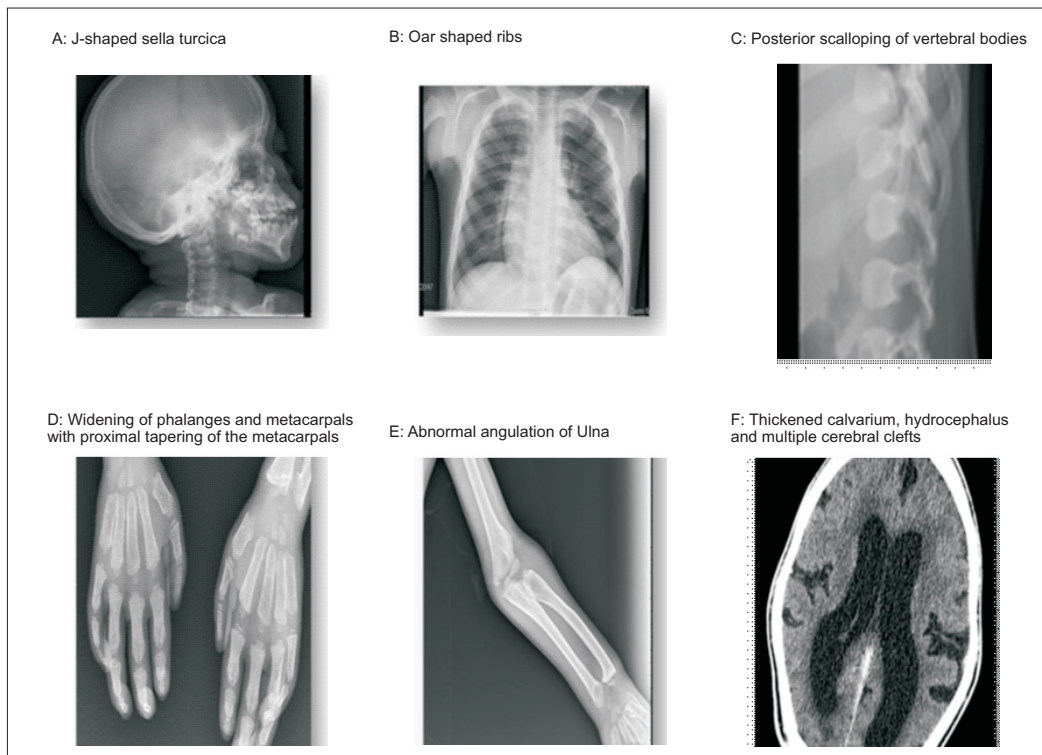 A: J-shaped sella turcica
B: Oar shaped ribs
C: Posterior scalloping of vertebral bodies
D: Widening of phalanges and metacarpals
with proximal tapering of the metacarpals
E: Abnormal angulation of Ulna
F: Thickened calvarium, hydrocephalus
and multiple cerebral clefts